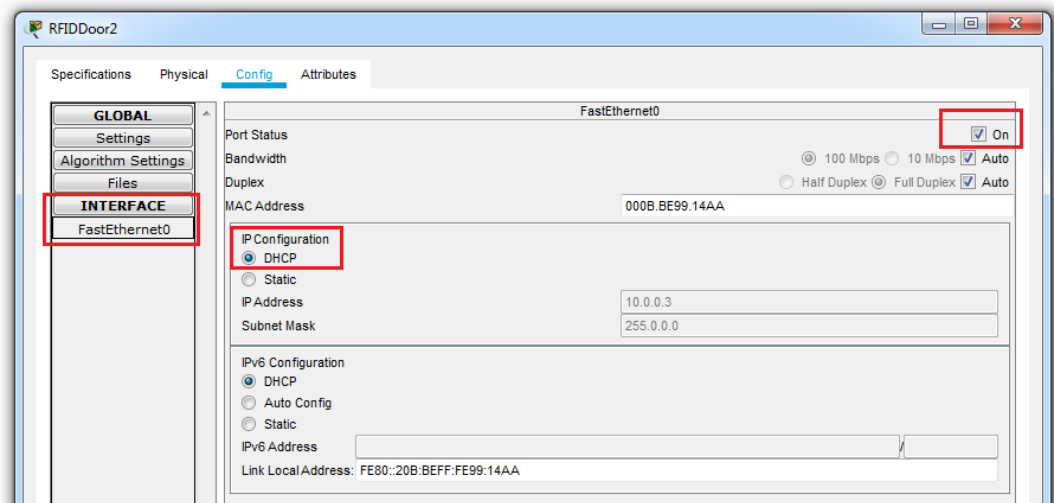 RFIDDoor2
Specifications Physical Config Attributes
GLOBAL
Settings
Algorithm Settings
Files
INTERFACE
FastEthernet0
FastEthernet0
Port Status On
Bandwidth 100 Mbps 10 Mbps Auto
Duplex Half Duplex Full Duplex Auto
MAC Address 000B.BE99.14AA
IP Configuration
DHCP
Static
IP Address 10.0.0.3
Subnet Mask 255.0.0.0
IPv6 Configuration
DHCP
Auto Config
Static
IPv6 Address /
Link Local Address: FE80::20B:BEFF:FE99:14AA